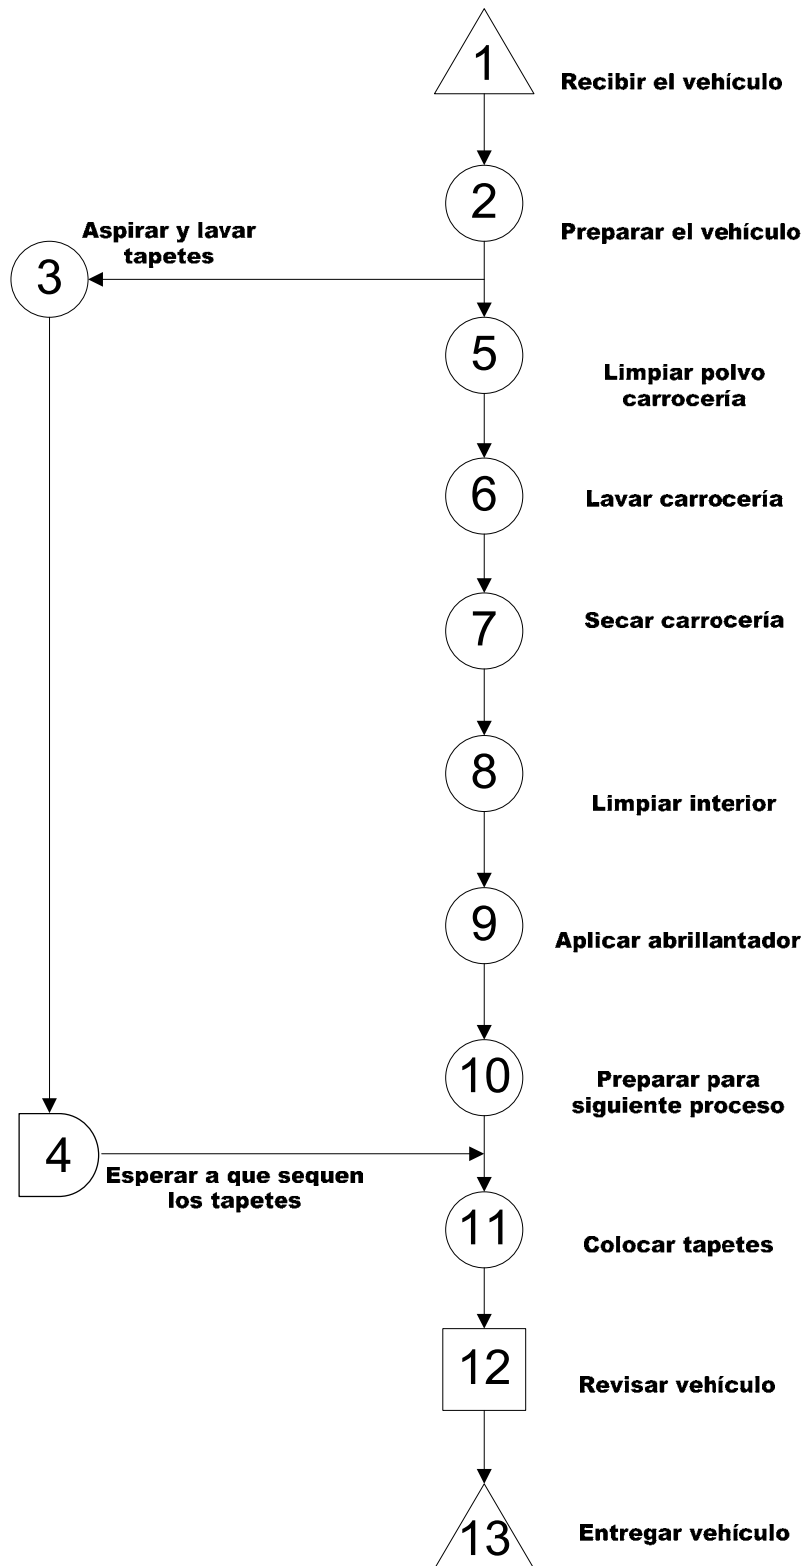 1
Recibir el vehículo
2
Preparar el vehículo
Aspirar y lavar
tapetes
3
5
Limpiar polvo
carrocería
6
Lavar carrocería
7
Secar carrocería
8
Limpiar interior
9
Aplicar abrillantador
10
Preparar para
siguiente proceso
4
Esperar a que sequen
los tapetes
11
Colocar tapetes
12
Revisar vehículo
13
Entregar vehículo